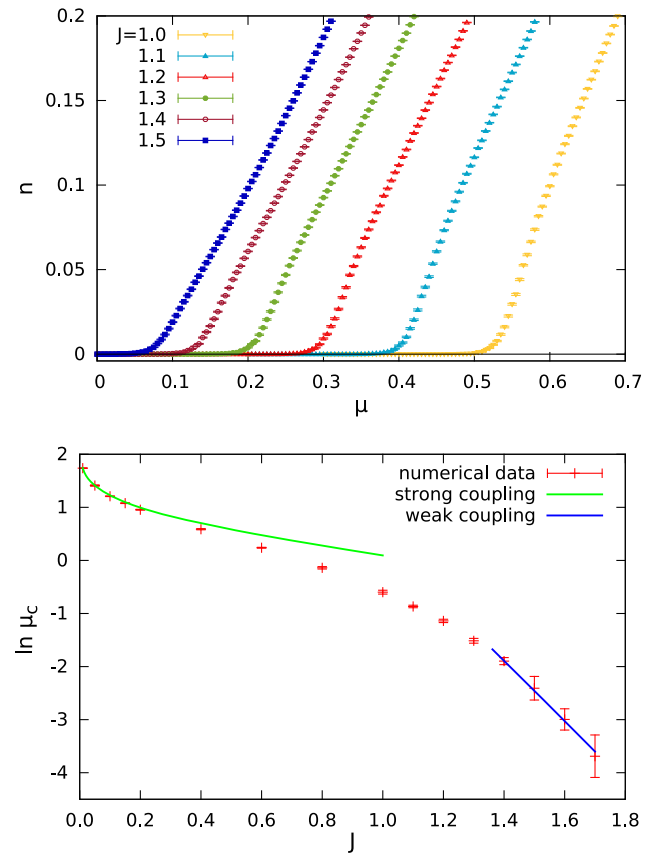 0.2
0.15
0.1
0.05
0
n
J=1.0
1.1
1.2
1.3
1.4
1.5
0 0.1 0.2 0.3 0.4 0.5 0.6 0.7
μ
2
1
0
-1
-2
-3
-4
ln μc
numerical data
strong coupling
weak coupling
0.0 0.2 0.4 0.6 0.8 1.0 1.2 1.4 1.6 1.8
J